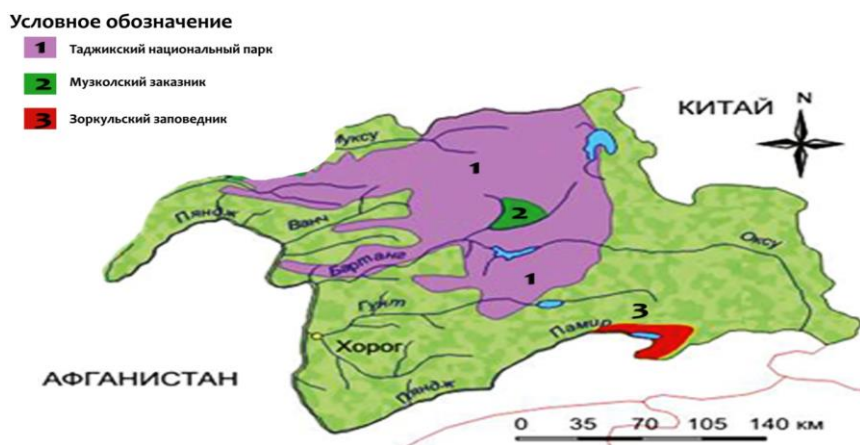 Условное обозначение
1 Таджикский национальный парк
2 Музколский заказник
3 Зоркульский заповедник
КИТАЙ
N
Муксу
1
2
Пяндж
Ванч
Бартанг
Оксу
1
Гунт
3
Памир
Хорог
АФГАНИСТАН
Пяндж
0 35 70 105 140 км